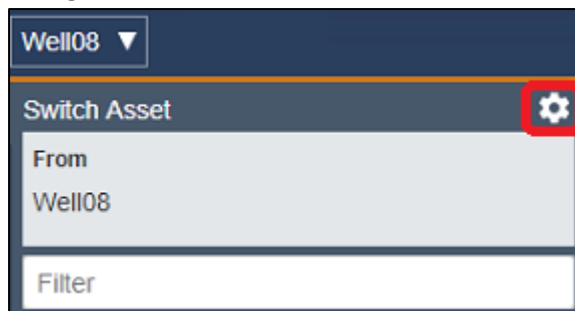 Well08 ▼
Switch Asset
From
Well08
Filter